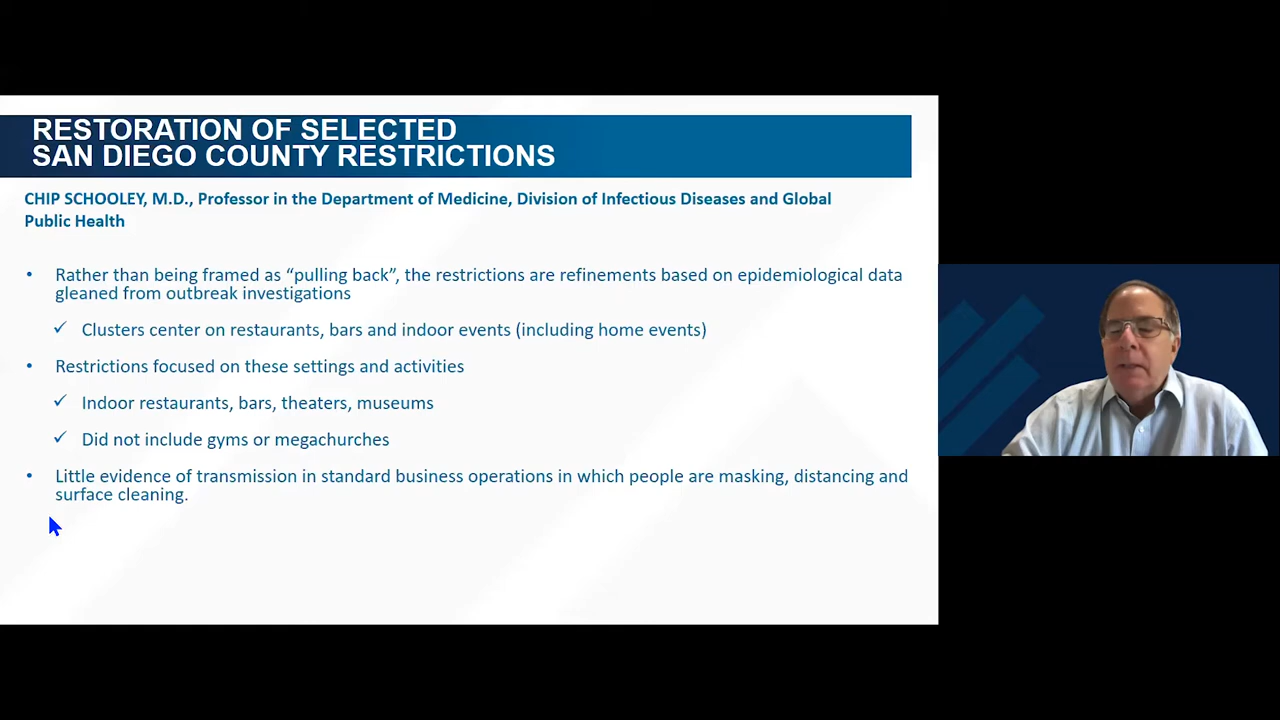 RESTORATION OF SELECTED
SAN DIEGO COUNTY RESTRICTIONS
CHIP SCHOOLEY, M.D., Professor in the Department of Medicine, Division of Infectious Diseases and Global
Public Health
• Rather than being framed as “pulling back”, the restrictions are refinements based on epidemiological data
gleaned from outbreak investigations
✓ Clusters center on restaurants, bars and indoor events (including home events)
• Restrictions focused on these settings and activities
✓ Indoor restaurants, bars, theaters, museums
✓ Did not include gyms or megachurches
• Little evidence of transmission in standard business operations in which people are masking, distancing and
surface cleaning.